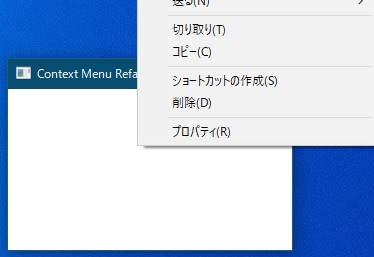 送る(N)
切り取り(T)
コピー(C)
Context Menu Refa
ショートカットの作成(S)
削除(D)
プロパティ(R)